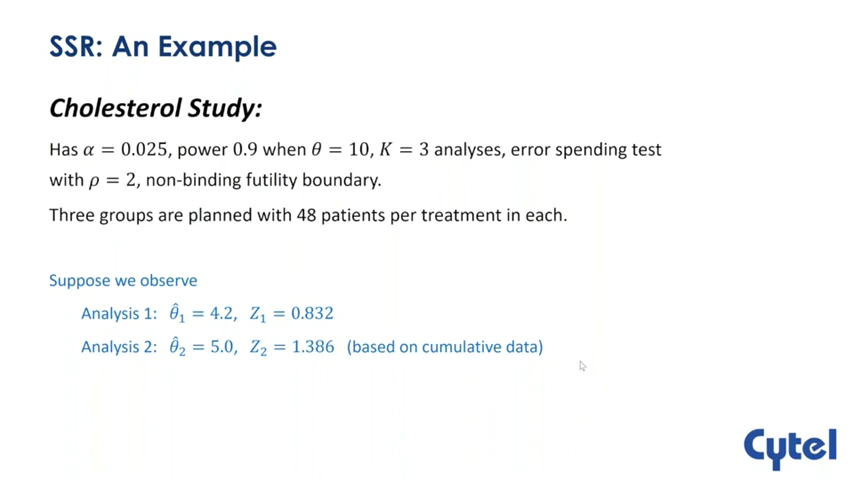 SSR: An Example
Cholesterol Study:
Has α = 0.025, power 0.9 when θ = 10, K = 3 analyses, error spending test
with ρ = 2, non-binding futility boundary.
Three groups are planned with 48 patients per treatment in each.
Suppose we observe
Analysis 1: θ̂₁ = 4.2, Z₁ = 0.832
Analysis 2: θ̂₂ = 5.0, Z₂ = 1.386 (based on cumulative data)
Cytel